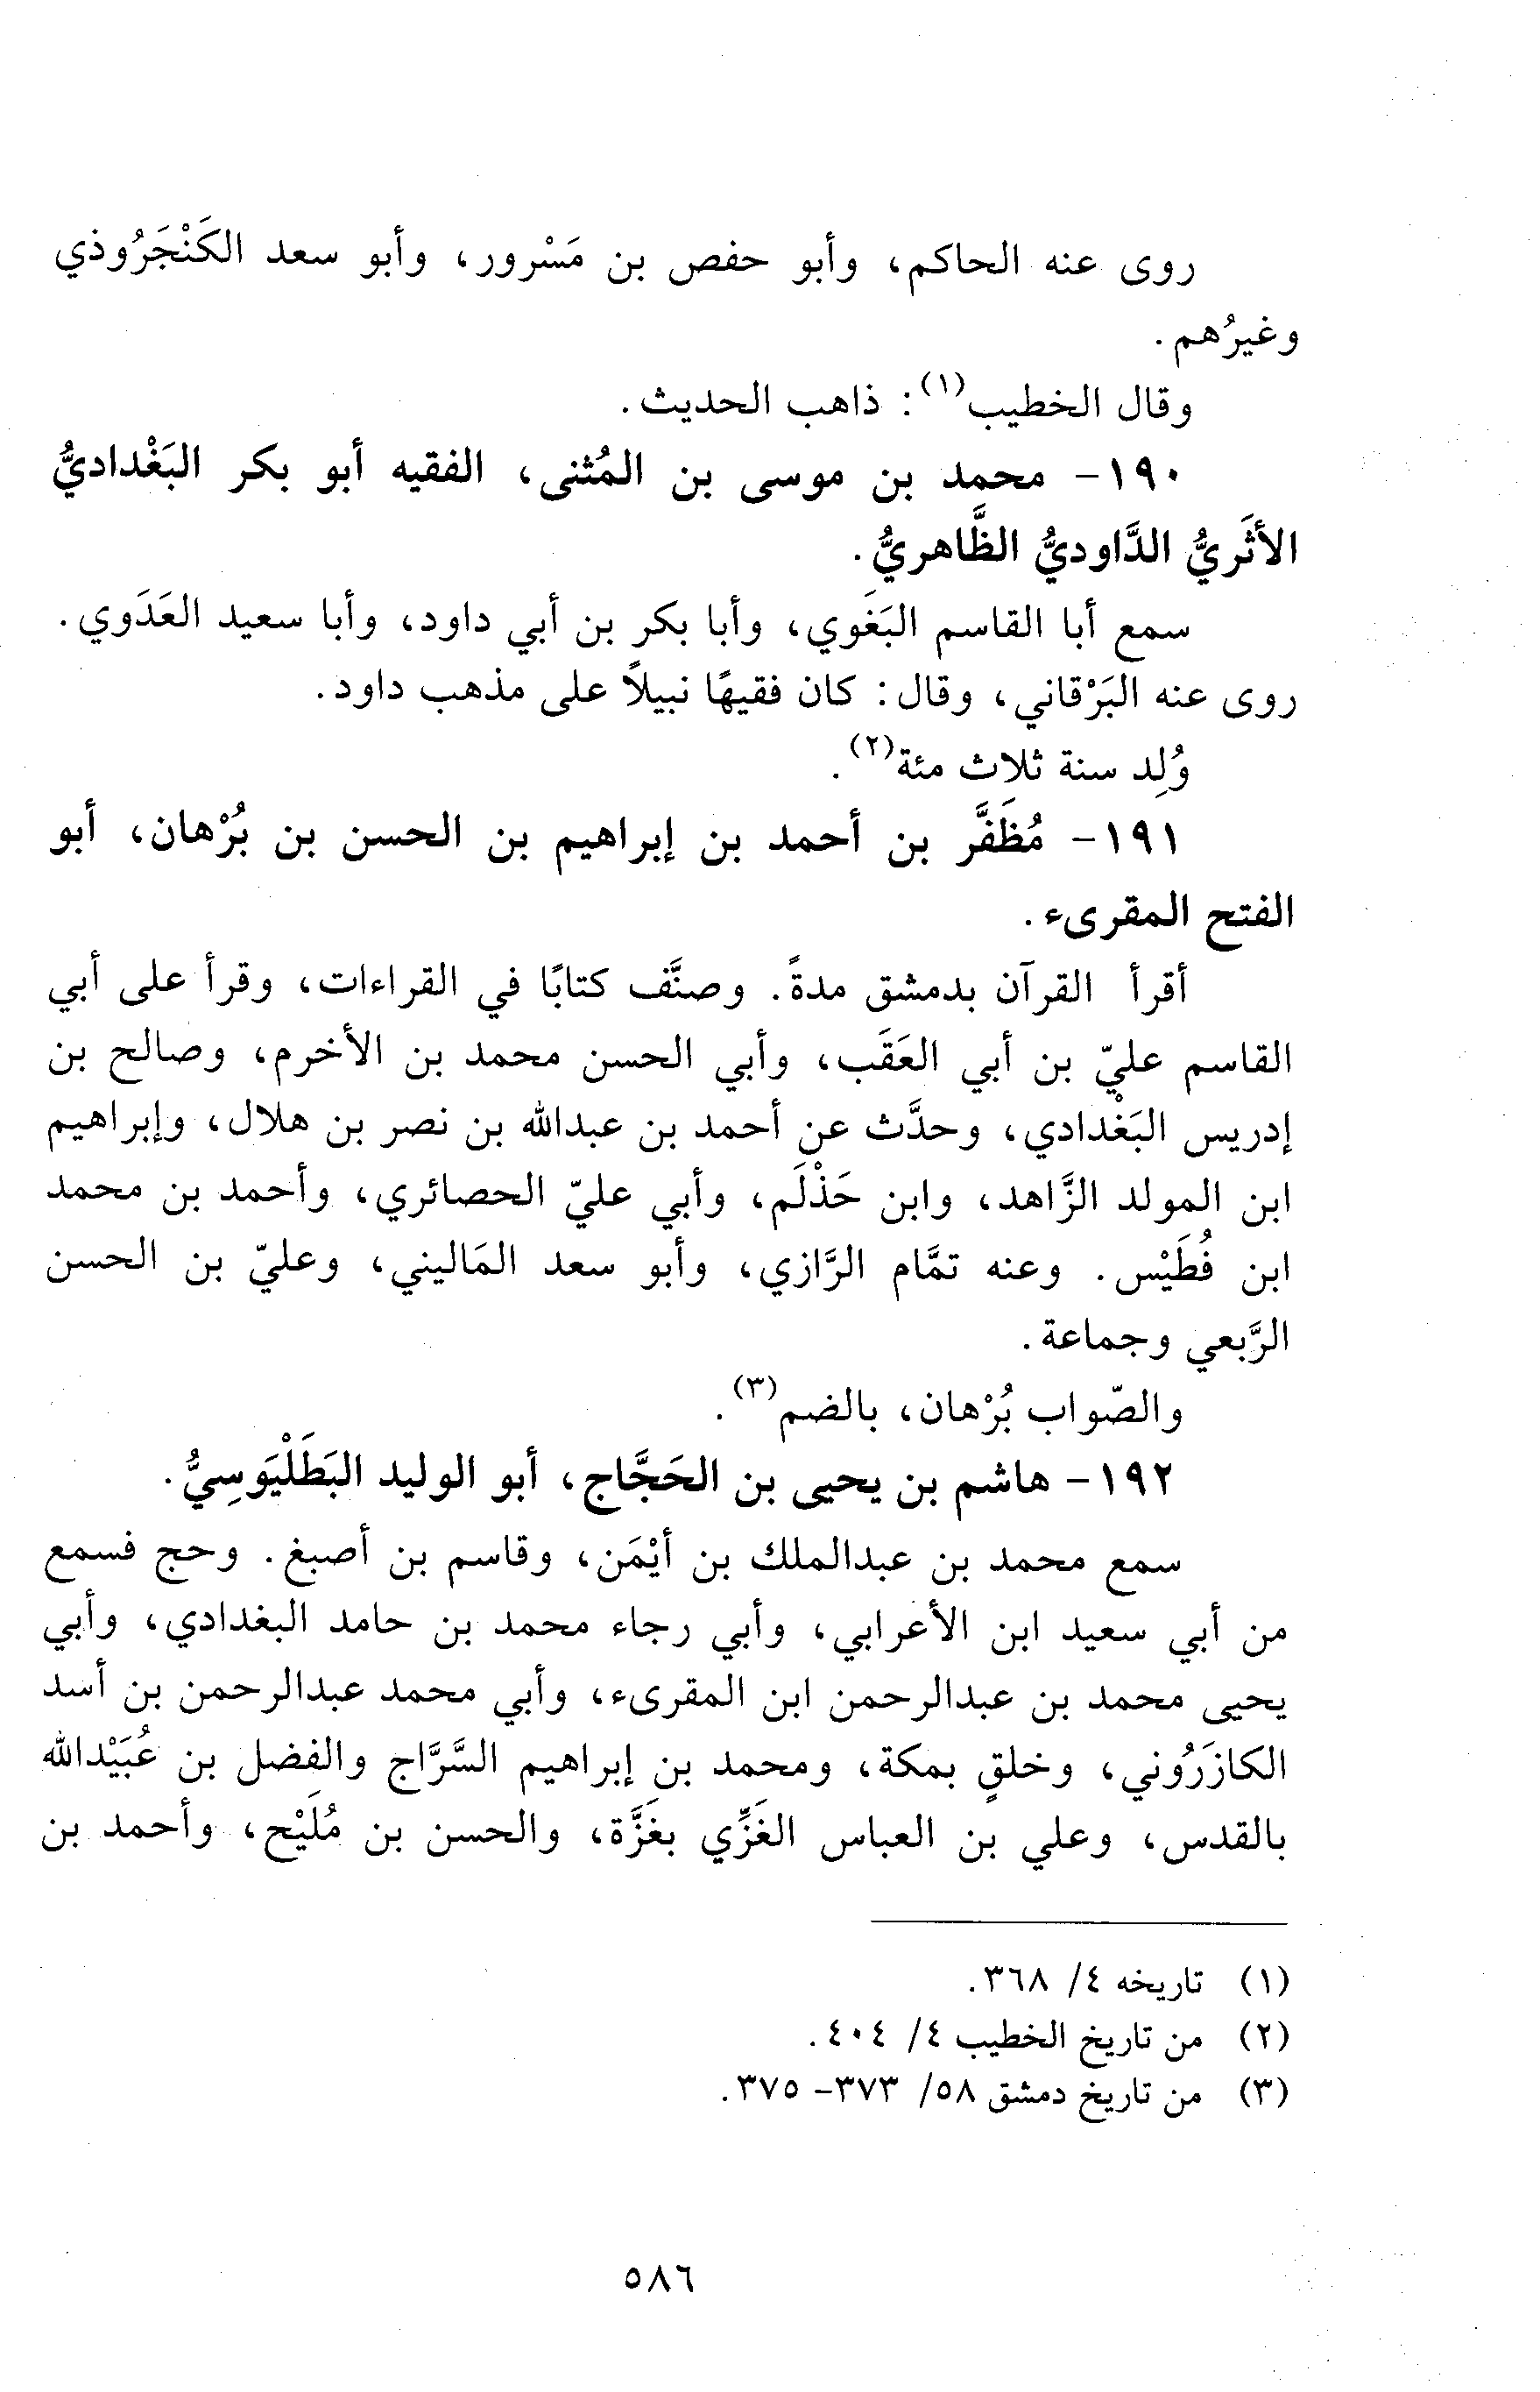 روى عنه الحاكم، وأبو حفص بن مَسْرور، وأبو سعد الكَنْجَرُوذي
وغيرُهم.
وقال الخطيب(١): ذاهب الحديث.
١٩٠- محمد بن موسى بن المُثنى، الفقيه أبو بكر البَغْداديُّ
الأثَريُّ الدَّاوديُّ الظَّاهريُّ.
سمع أبا القاسم البَغَوي، وأبا بكر بن أبي داود، وأبا سعيد العَدَوي.
روى عنه البَرْقاني، وقال: كان فقيهًا نبيلاً على مذهب داود.
وُلِد سنة ثلاث مئة(٢).
١٩١- مُظَفَّر بن أحمد بن إبراهيم بن الحسن بن بُرْهان، أبو
الفتح المقرىء.
أقرأ القرآن بدمشق مدةً. وصنَّف كتابًا في القراءات، وقرأ على أبي
القاسم عليّ بن أبي العَقَب، وأبي الحسن محمد بن الأخرم، وصالح بن
إدريس البَغْدادي، وحدَّث عن أحمد بن عبدالله بن نصر بن هلال، وإبراهيم
ابن المولد الزَّاهد، وابن حَذْلَم، وأبي عليّ الحصائري، وأحمد بن محمد
ابن فُطَيْس. وعنه تمَّام الرَّازي، وأبو سعد المَاليني، وعليّ بن الحسن
الرَّبعي وجماعة.
والصّواب بُرْهان، بالضم(٣).
١٩٢- هاشم بن يحيى بن الحَجَّاج، أبو الوليد البَطَلْيَوسِيُّ.
سمع محمد بن عبدالملك بن أيْمَن، وقاسم بن أصبغ. وحج فسمع
من أبي سعيد ابن الأعرابي، وأبي رجاء محمد بن حامد البغدادي، وأبي
يحيى محمد بن عبدالرحمن ابن المقرىء، وأبي محمد عبدالرحمن بن أسد
الكازَرُوني، وخلقٍ بمكة، ومحمد بن إبراهيم السَّرَّاج والفضل بن عُبَيْدالله
بالقدس، وعلي بن العباس الغَزِّي بغَزَّة، والحسن بن مُلَيْح، وأحمد بن
(١) تاريخه ٤/ ٣٦٨.
(٢) من تاريخ الخطيب ٤/ ٤٠٤.
(٣) من تاريخ دمشق ٥٨/ ٣٧٣- ٣٧٥.
٥٨٦